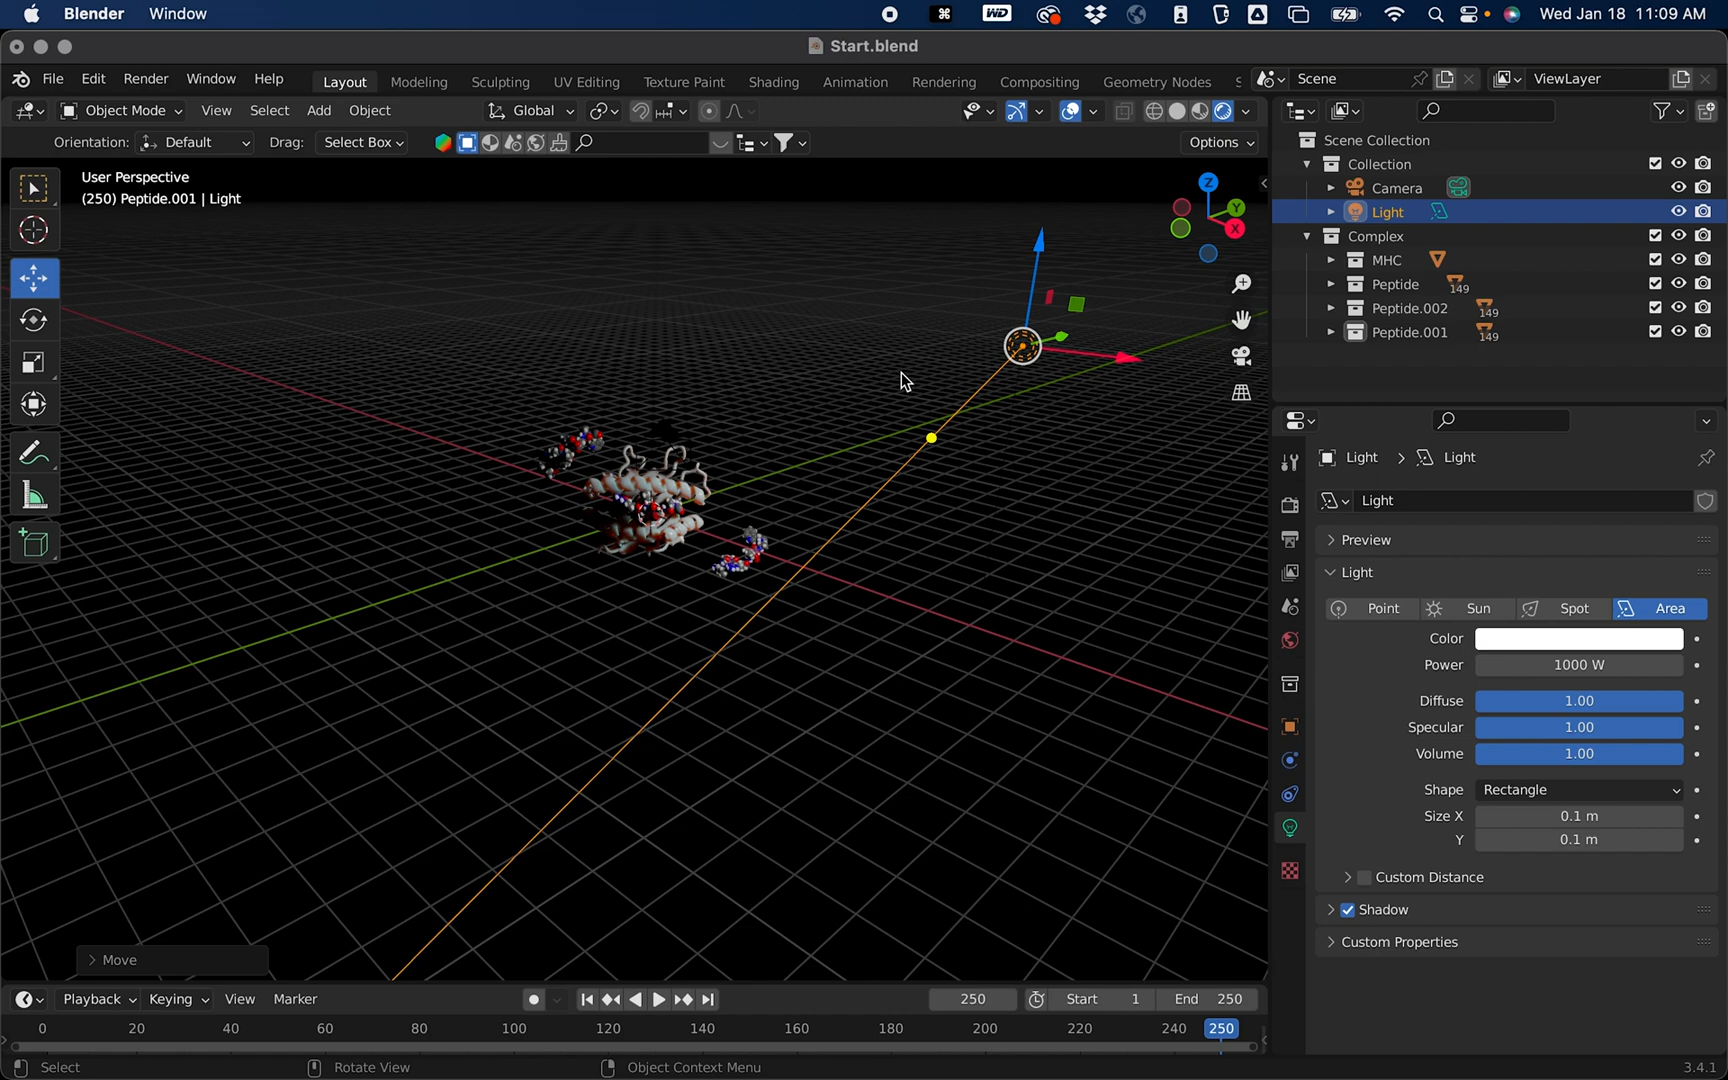 Blender Window WD Wed Jan 18 11:09 AM
Start.blend
File Edit Render Window Help Layout Modeling Sculpting UV Editing Texture Paint Shading Animation Rendering Compositing Geometry Nodes S Scene ViewLayer
Object Mode View Select Add Object Global
Orientation: Default Drag: Select Box Options
User Perspective
(250) Peptide.001 | Light
Z
Y
X
Scene Collection
Collection
Camera
Light
Complex
MHC
Peptide 149
Peptide.002 149
Peptide.001 149
Light > Light
Light
Preview
Light
Point Sun Spot Area
Color
Power 1000 W
Diffuse 1.00
Specular 1.00
Volume 1.00
Shape Rectangle
Size X 0.1 m
Y 0.1 m
Custom Distance
Shadow
Custom Properties
> Move
Playback Keying View Marker 250 Start 1 End 250
0 20 40 60 80 100 120 140 160 180 200 220 240 250
Select Rotate View Object Context Menu 3.4.1